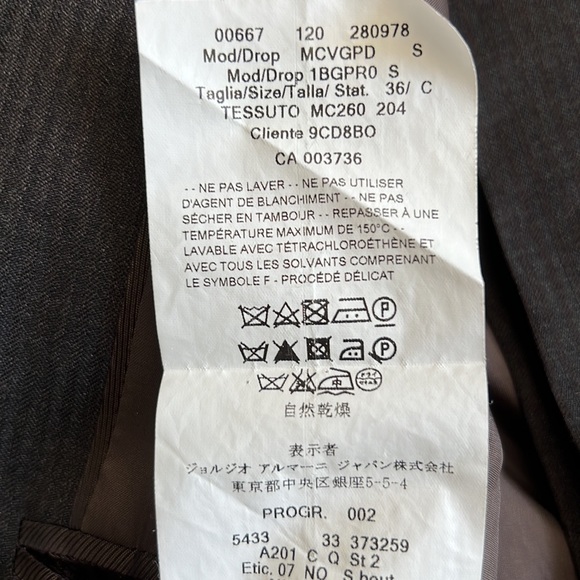 00667 120 280978
Mod/Drop MCVGPD S
Mod/Drop 1BGPR0 S
Taglia/Size/Talla/ Stat. 36/ C
TESSUTO MC260 204
Cliente 9CD8BO
CA 003736
-- NE PAS LAVER -- NE PAS UTILISER
D'AGENT DE BLANCHIMENT -- NE PAS
SÉCHER EN TAMBOUR -- REPASSER À UNE
TEMPÉRATURE MAXIMUM DE 150°C --
LAVABLE AVEC TÉTRACHLOROÉTHÈNE ET
AVEC TOUS LES SOLVANTS COMPRENANT
LE SYMBOLE F - PROCÉDÉ DÉLICAT
P
P
自然乾燥
表示者
ジョルジオ アルマーニ ジャパン株式会社
東京都中央区銀座5-5-4
PROGR. 002
5433 33 373259
A201 C Q St 2
Etic. 07 NO S bout